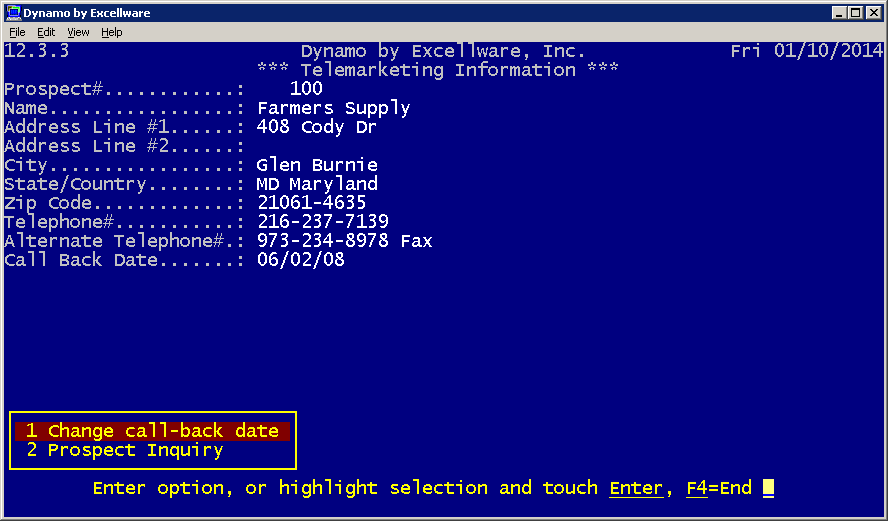 Dynamo by Excellware
File Edit View Help
12.3.3 Dynamo by Excellware, Inc. Fri 01/10/2014
*** Telemarketing Information ***
Prospect#............: 100
Name.................: Farmers Supply
Address Line #1......: 408 Cody Dr
Address Line #2......:
City.................: Glen Burnie
State/Country........: MD Maryland
Zip Code.............: 21061-4635
Telephone#...........: 216-237-7139
Alternate Telephone#.: 973-234-8978 Fax
Call Back Date.......: 06/02/08
1 Change call-back date
2 Prospect Inquiry
Enter option, or highlight selection and touch Enter, F4=End